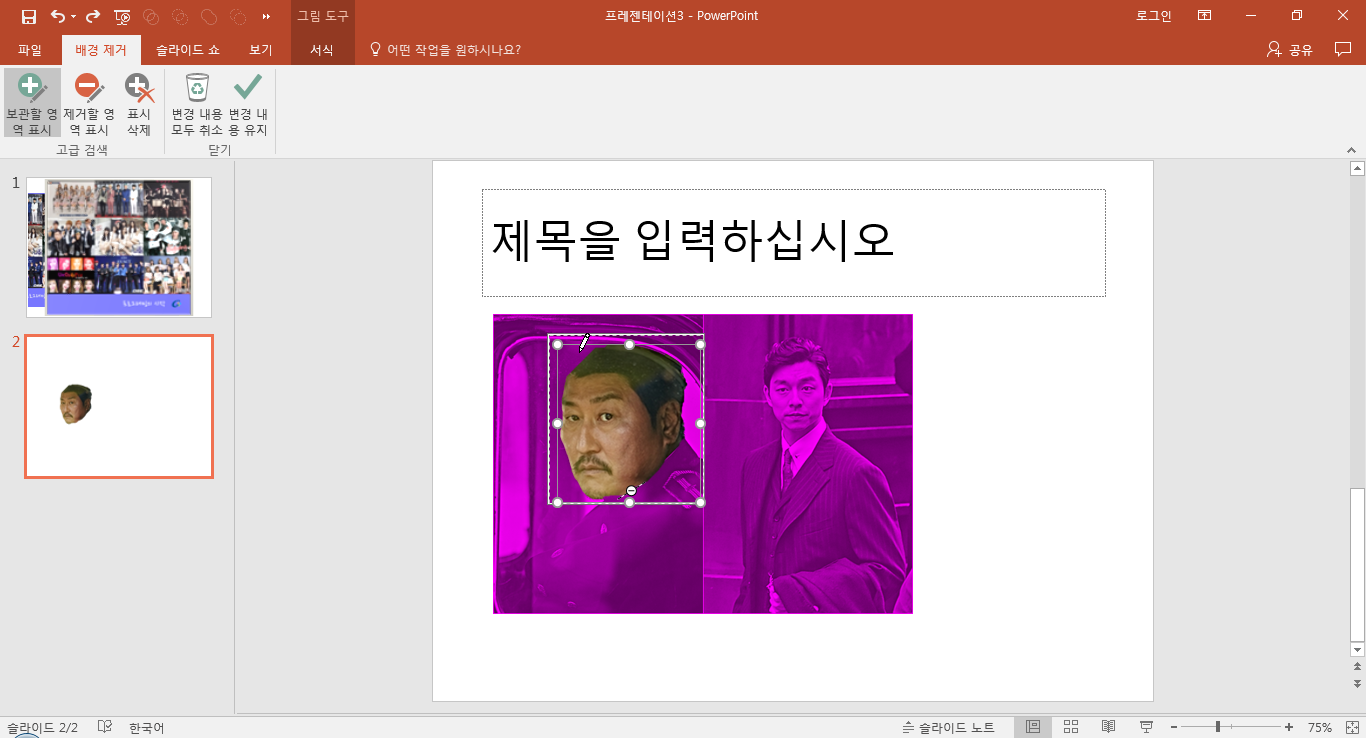 그림 도구
프레젠테이션3 - PowerPoint
로그인
파일
배경 제거
슬라이드 쇼
보기
서식
어떤 작업을 원하시나요?
공유
보관할 영
역 표시
제거할 영
역 표시
표시
삭제
변경 내용
모두 취소
변경 내
용 유지
고급 검색
닫기
1
2
제목을 입력하십시오
슬라이드 2/2
한국어
슬라이드 노트
75%